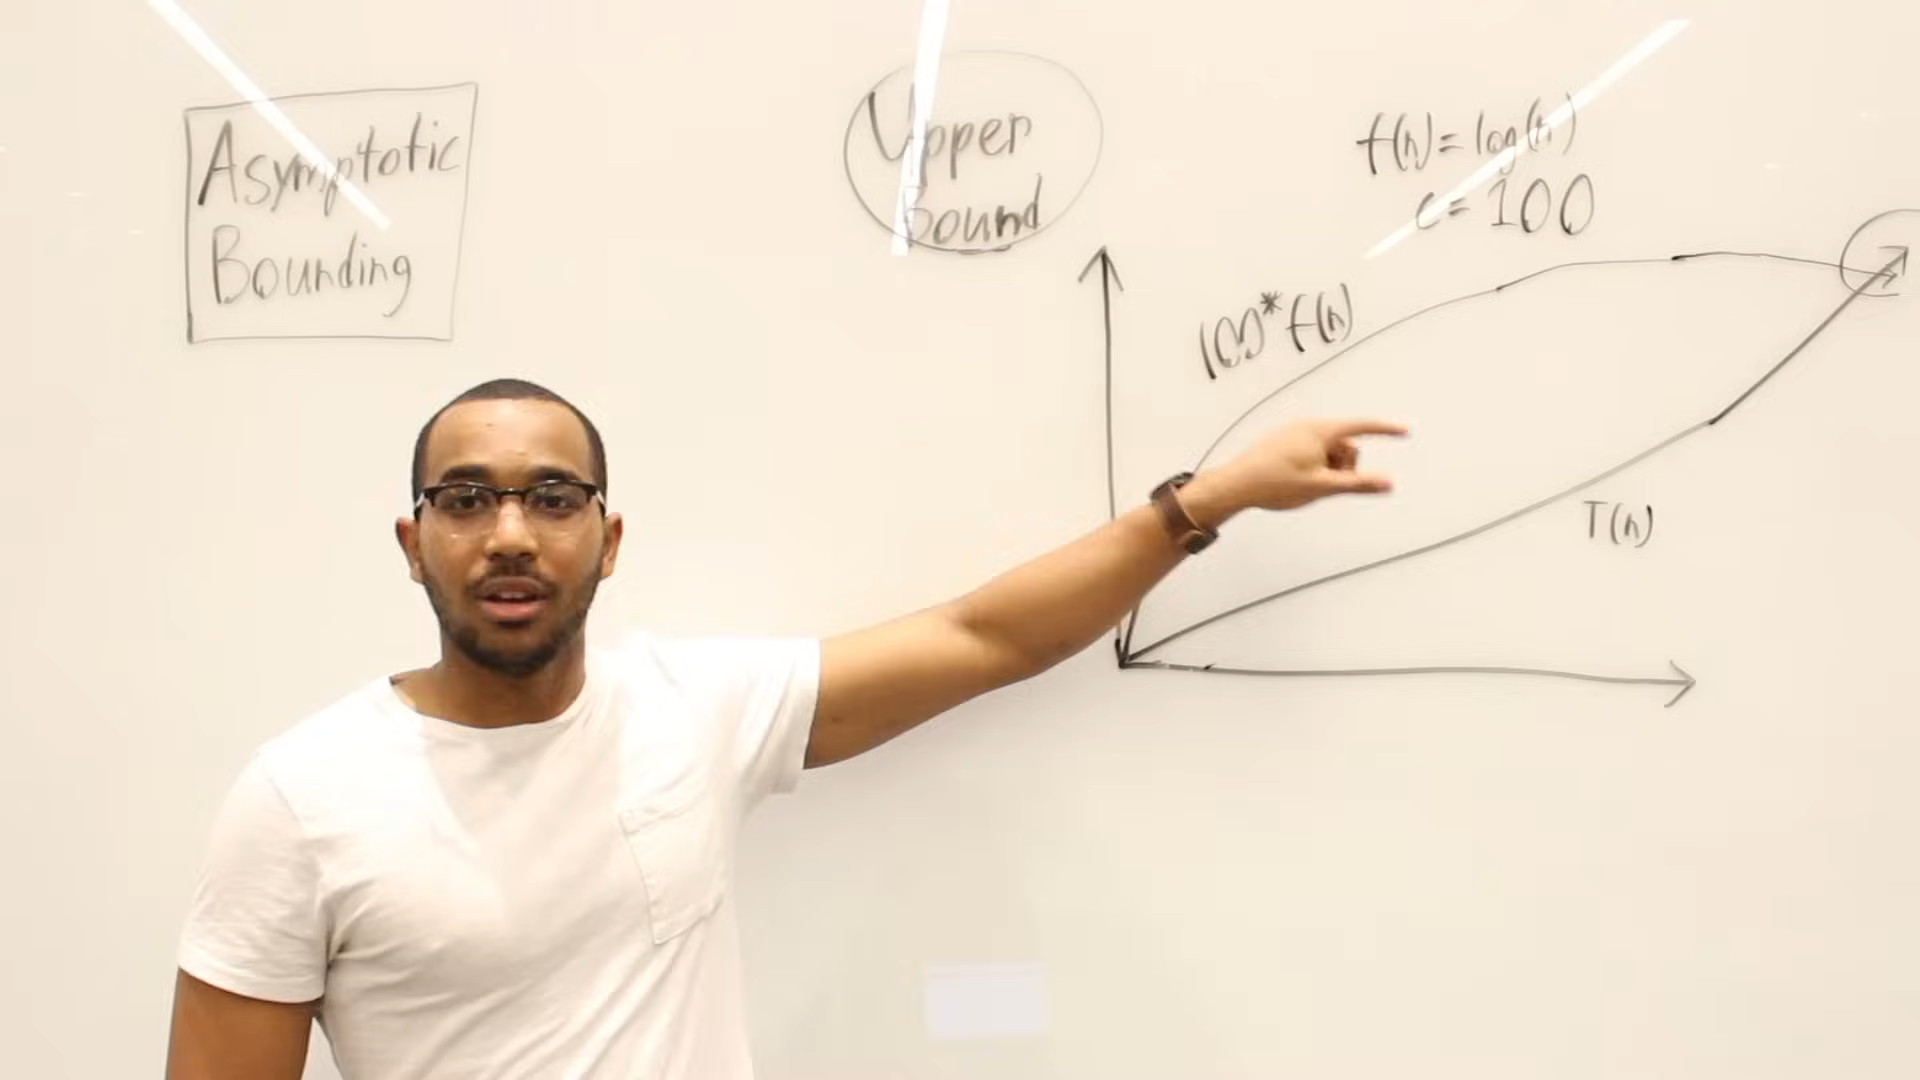 Asymptotic
Bounding
Upper
bound
f(n) = log(n)
c = 100
100*f(n)
T(n)